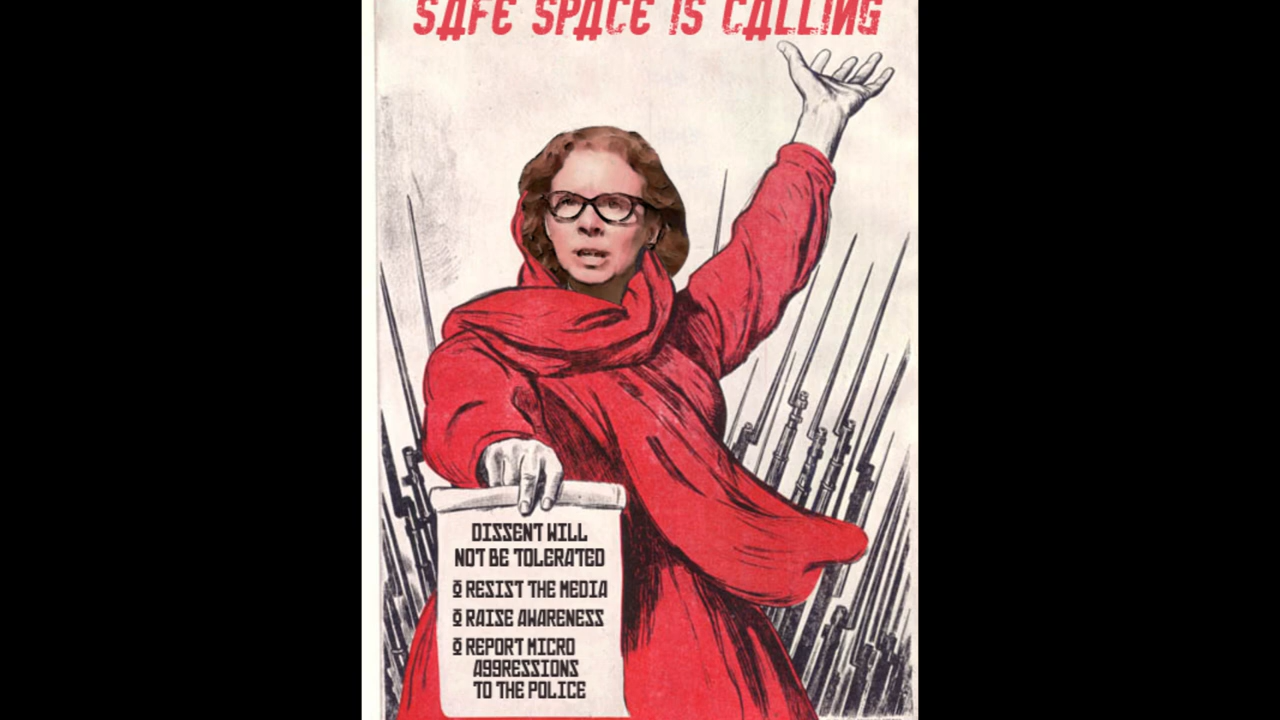 SAFE SPACE IS CALLING
DISSENT WILL
NOT BE TOLERATED
RESIST THE MEDIA
RAISE AWARENESS
REPORT MICRO
AGGRESSIONS
TO THE POLICE